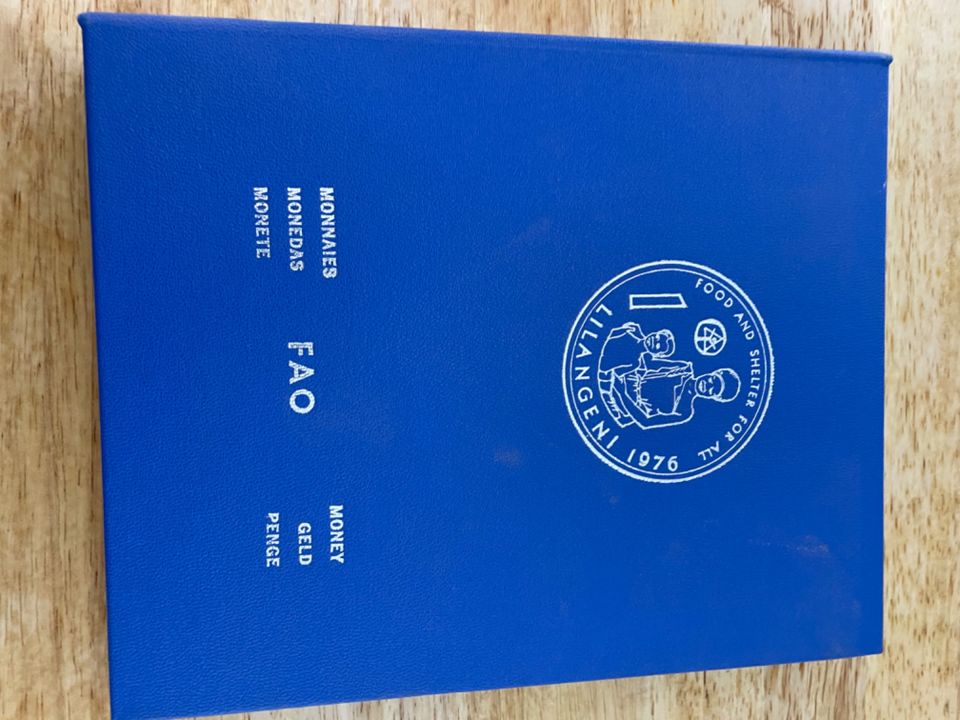 FOOD AND SHELTER FOR ALL
1
LILANGENI 1976
MONNAIES
MONEDAS
MONETE
FAO
MONEY
GELD
PENGE